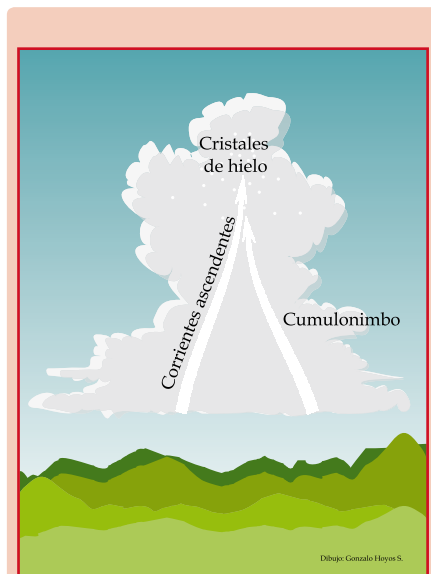 Cristales
de hielo
Corrientes ascendentes
Cumulonimbo
Dibujo: Gonzalo Hoyos S.